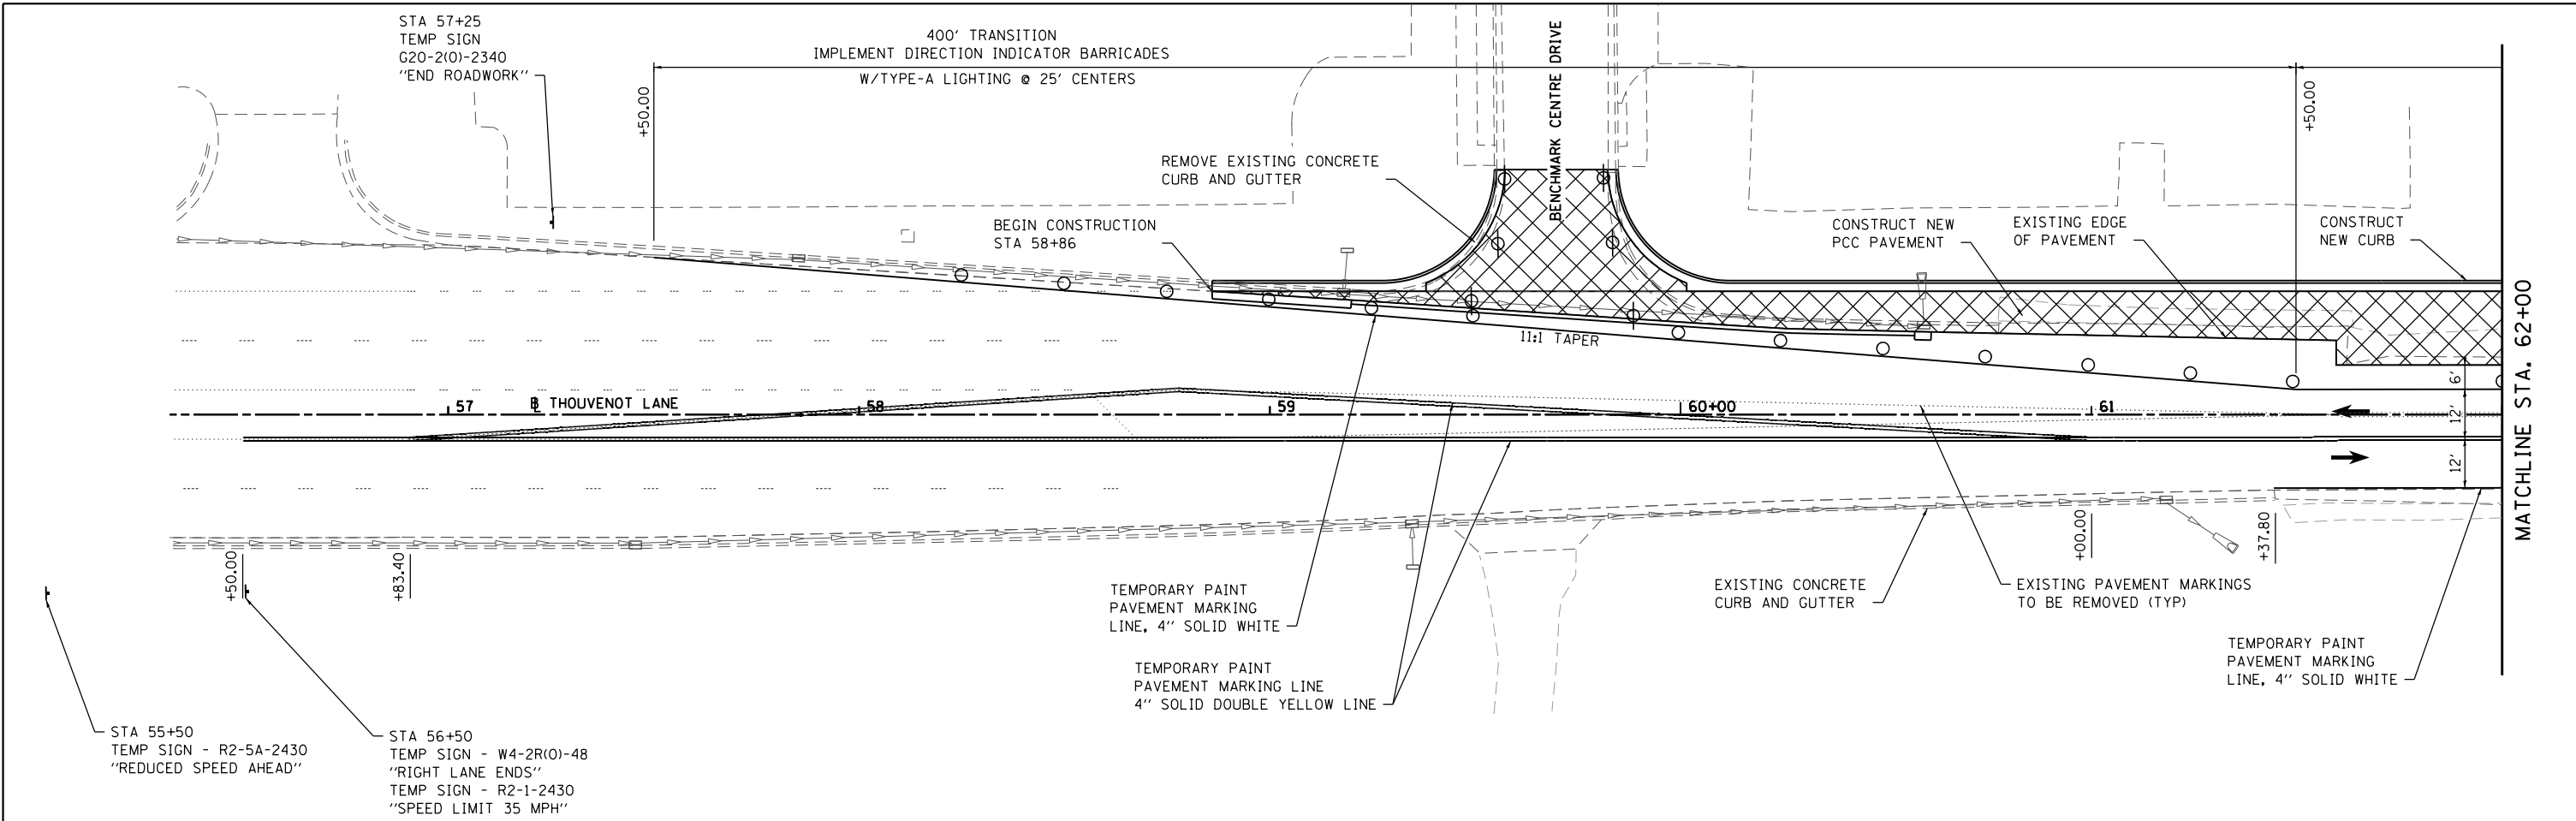 STA 57+25
TEMP SIGN
G20-2(O)-2340
"END ROADWORK"
400' TRANSITION
IMPLEMENT DIRECTION INDICATOR BARRICADES
W/TYPE-A LIGHTING @ 25' CENTERS
+50.00
+50.00
BENCHMARK CENTRE DRIVE
REMOVE EXISTING CONCRETE
CURB AND GUTTER
BEGIN CONSTRUCTION
STA 58+86
CONSTRUCT NEW
PCC PAVEMENT
EXISTING EDGE
OF PAVEMENT
CONSTRUCT
NEW CURB
MATCHLINE STA. 62+00
11:1 TAPER
57
THOUVENOT LANE
58
59
60+00
61
6'
12'
12'
+50.00
+83.40
+00.00
+37.80
TEMPORARY PAINT
PAVEMENT MARKING
LINE, 4" SOLID WHITE
EXISTING CONCRETE
CURB AND GUTTER
EXISTING PAVEMENT MARKINGS
TO BE REMOVED (TYP)
TEMPORARY PAINT
PAVEMENT MARKING LINE
4" SOLID DOUBLE YELLOW LINE
TEMPORARY PAINT
PAVEMENT MARKING
LINE, 4" SOLID WHITE
STA 55+50
TEMP SIGN - R2-5A-2430
"REDUCED SPEED AHEAD"
STA 56+50
TEMP SIGN - W4-2R(O)-48
"RIGHT LANE ENDS"
TEMP SIGN - R2-1-2430
"SPEED LIMIT 35 MPH"